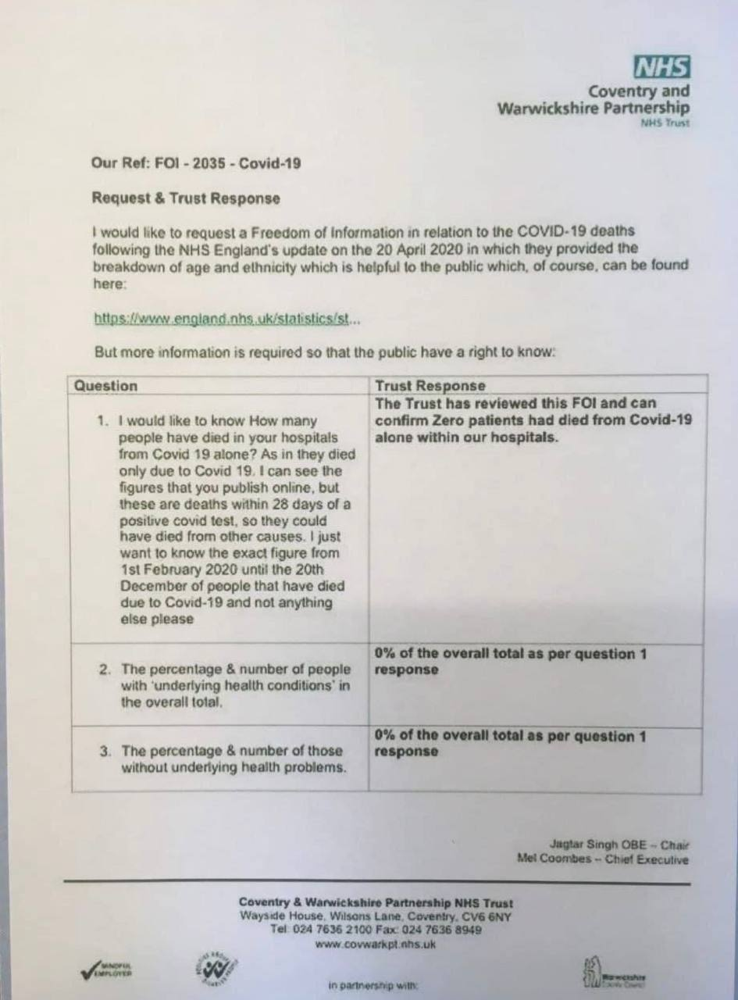 NHS
Coventry and
Warwickshire Partnership
NHS Trust
Our Ref: FOI - 2035 - Covid-19
Request & Trust Response
I would like to request a Freedom of Information in relation to the COVID-19 deaths
following the NHS England's update on the 20 April 2020 in which they provided the
breakdown of age and ethnicity which is helpful to the public which, of course, can be found
here:
https://www.england.nhs.uk/statistics/st...
But more information is required so that the public have a right to know:
Question
Trust Response
1. I would like to know How many
people have died in your hospitals
from Covid 19 alone? As in they died
only due to Covid 19. I can see the
figures that you publish online, but
these are deaths within 28 days of a
positive covid test, so they could
have died from other causes. I just
want to know the exact figure from
1st February 2020 until the 20th
December of people that have died
due to Covid-19 and not anything
else please
The Trust has reviewed this FOI and can
confirm Zero patients had died from Covid-19
alone within our hospitals.
2. The percentage & number of people
with 'underlying health conditions' in
the overall total.
0% of the overall total as per question 1
response
3. The percentage & number of those
without underlying health problems.
0% of the overall total as per question 1
response
Jagtar Singh OBE – Chair
Mel Coombes – Chief Executive
Coventry & Warwickshire Partnership NHS Trust
Wayside House, Wilsons Lane, Coventry, CV6 6NY
Tel: 024 7636 2100 Fax: 024 7636 8949
www.covwarkpt.nhs.uk
MINDFUL
EMPLOYER
in partnership with:
Warwickshire
County Council